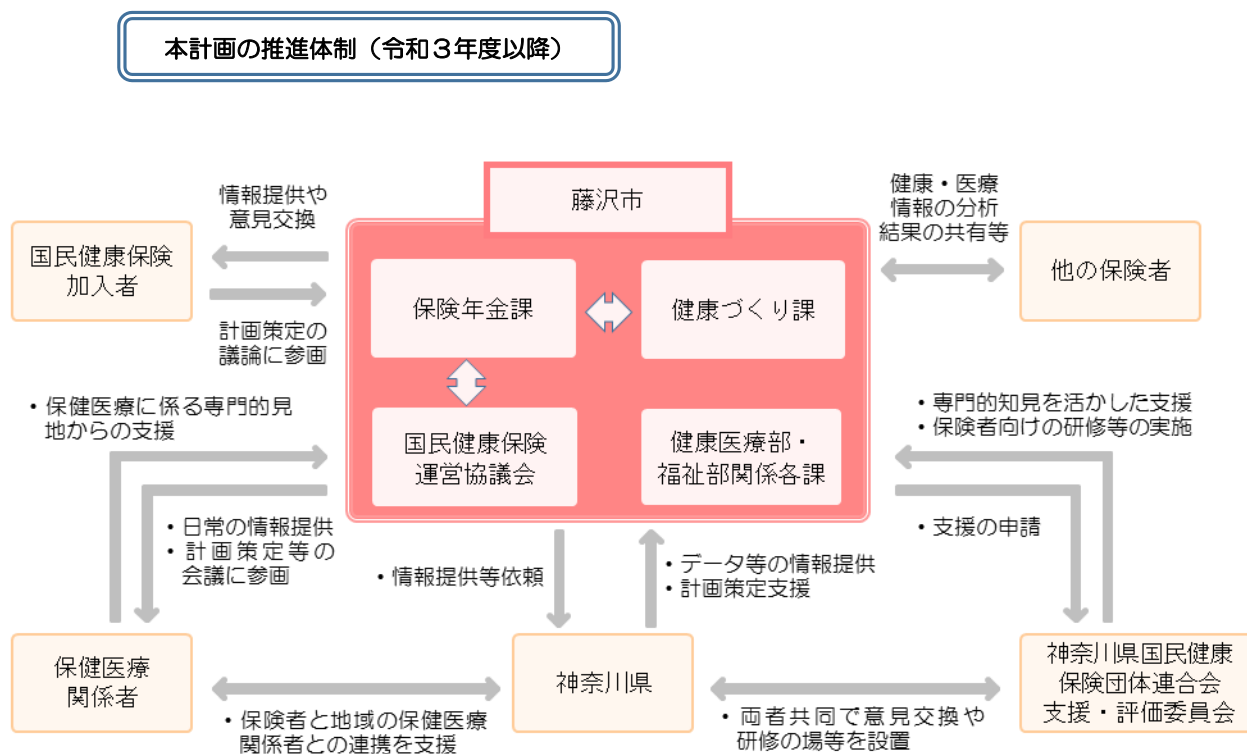 本計画の推進体制（令和３年度以降）
藤沢市
情報提供や
意見交換
国民健康保険
加入者
計画策定の
議論に参画
保険年金課
健康づくり課
国民健康保険
運営協議会
健康医療部・
福祉部関係各課
健康・医療
情報の分析
結果の共有等
他の保険者
・保健医療に係る専門的見
地からの支援
・日常の情報提供
・計画策定等の
会議に参画
・専門的知見を活かした支援
・保険者向けの研修等の実施
・支援の申請
・情報提供等依頼
・データ等の情報提供
・計画策定支援
保健医療
関係者
・保険者と地域の保健医療
関係者との連携を支援
神奈川県
・両者共同で意見交換や
研修の場等を設置
神奈川県国民健康
保険団体連合会
支援・評価委員会